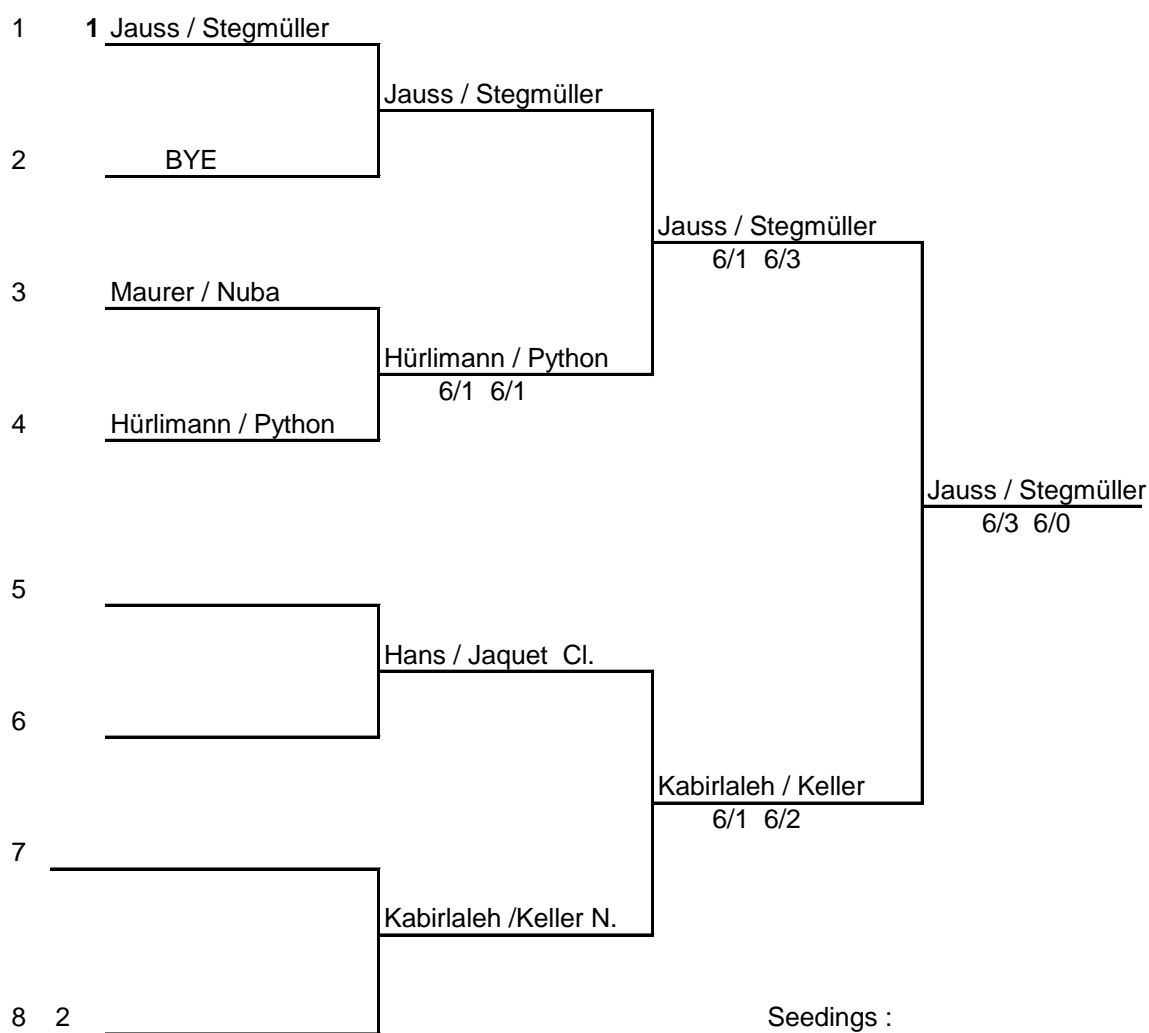 1 1 Jauss / Stegmüller
Jauss / Stegmüller
2 BYE
Jauss / Stegmüller
6/1 6/3
3 Maurer / Nuba
Hürlimann / Python
6/1 6/1
4 Hürlimann / Python
Jauss / Stegmüller
6/3 6/0
5
Hans / Jaquet Cl.
6
Kabirlaleh / Keller
6/1 6/2
7
Kabirlaleh /Keller N.
8 2 Seedings :